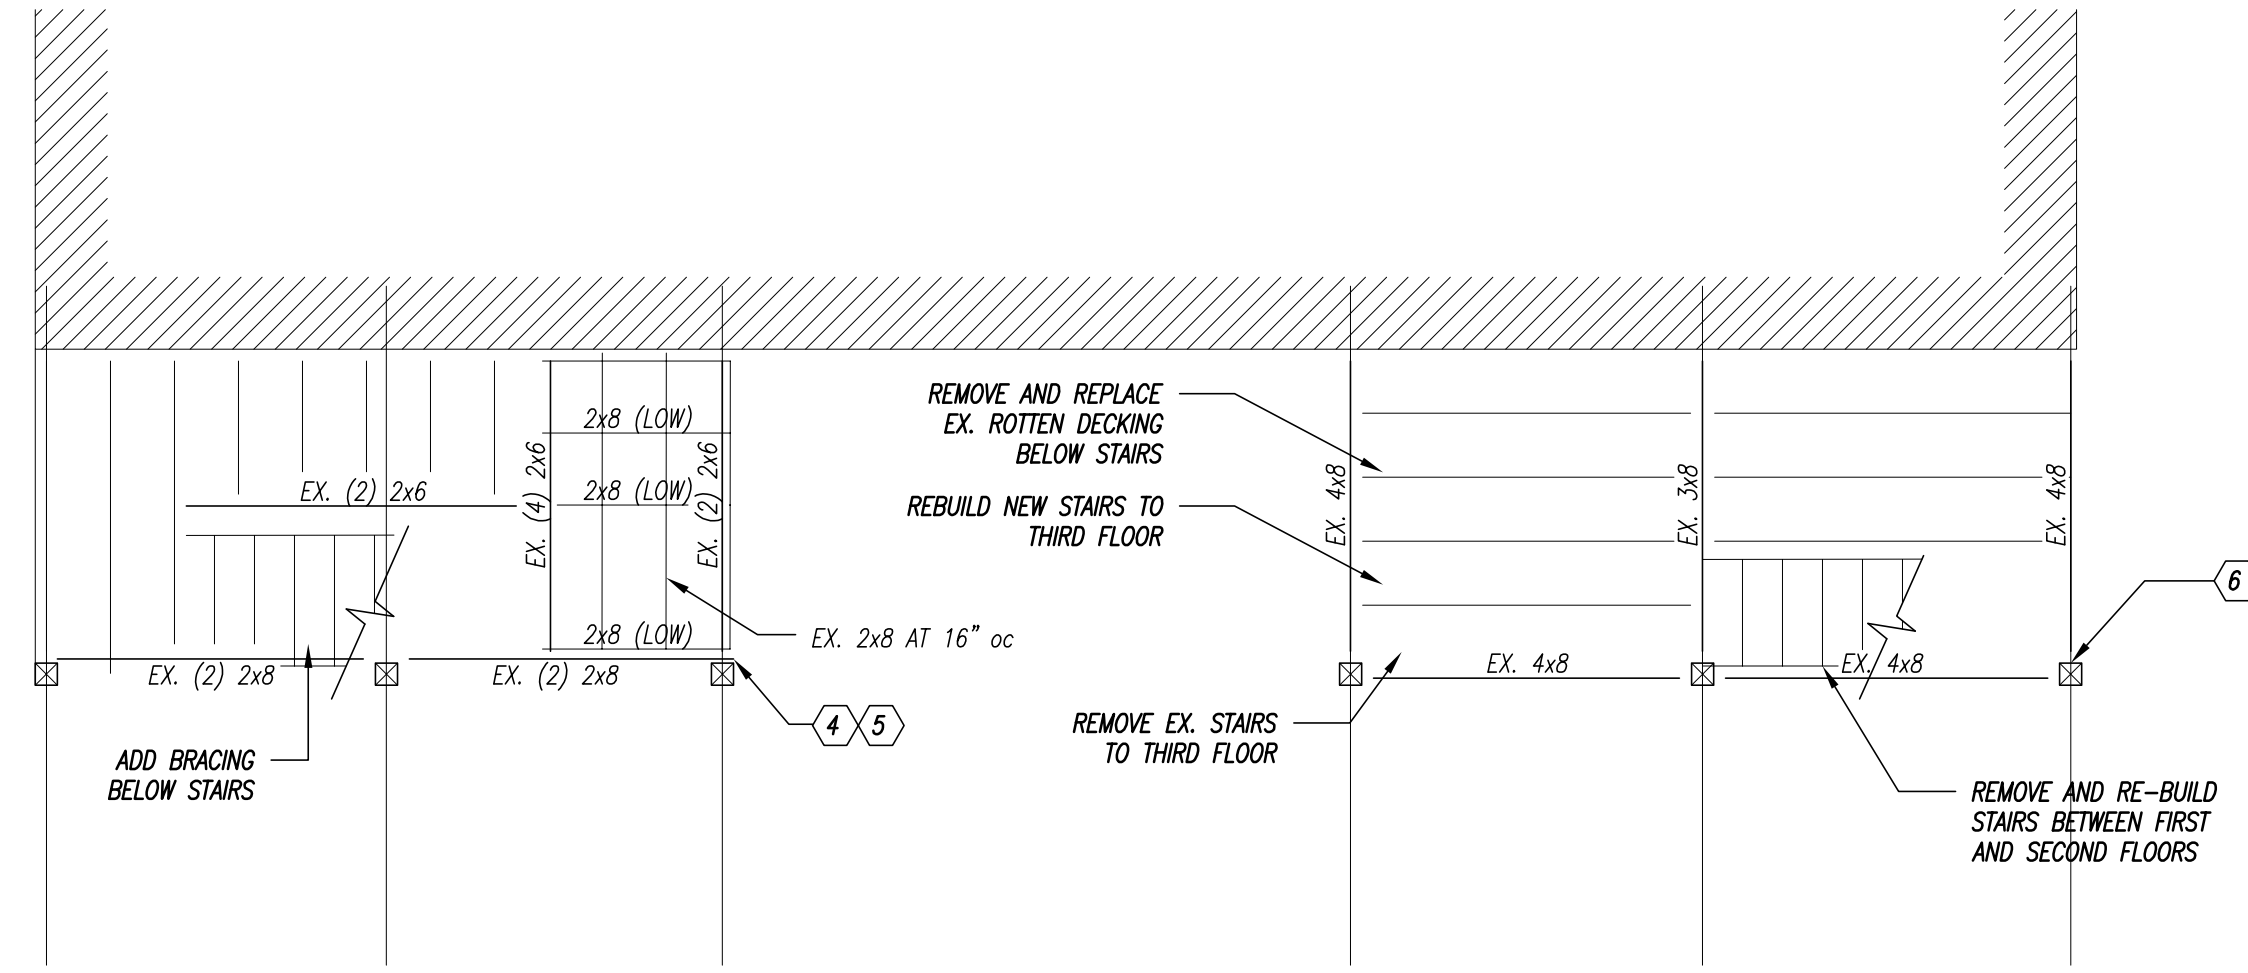 2x8 (LOW)
EX. (4) 2x6
EX. (2) 2x6
EX. (2) 2x6
2x8 (LOW)
2x8 (LOW)
EX. 2x8 AT 16” oc
EX. (2) 2x8
EX. (2) 2x8
4
5
ADD BRACING
BELOW STAIRS
REMOVE AND REPLACE
EX. ROTTEN DECKING
BELOW STAIRS
REBUILD NEW STAIRS TO
THIRD FLOOR
EX. 4x8
EX. 3x8
EX. 4x8
6
EX. 4x8
EX. 4x8
REMOVE EX. STAIRS
TO THIRD FLOOR
REMOVE AND RE-BUILD
STAIRS BETWEEN FIRST
AND SECOND FLOORS